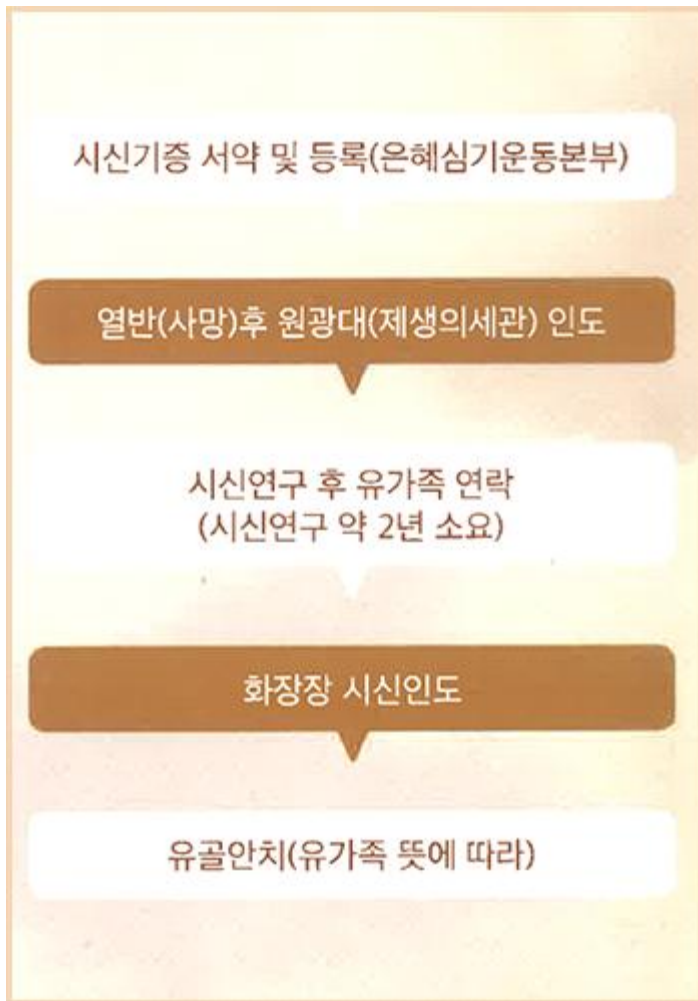 시신기증 서약 및 등록(은혜심기운동본부)
열반(사망)후 원광대(제생의세관) 인도
시신연구 후 유가족 연락
(시신연구 약 2년 소요)
화장장 시신인도
유골안치(유가족 뜻에 따라)